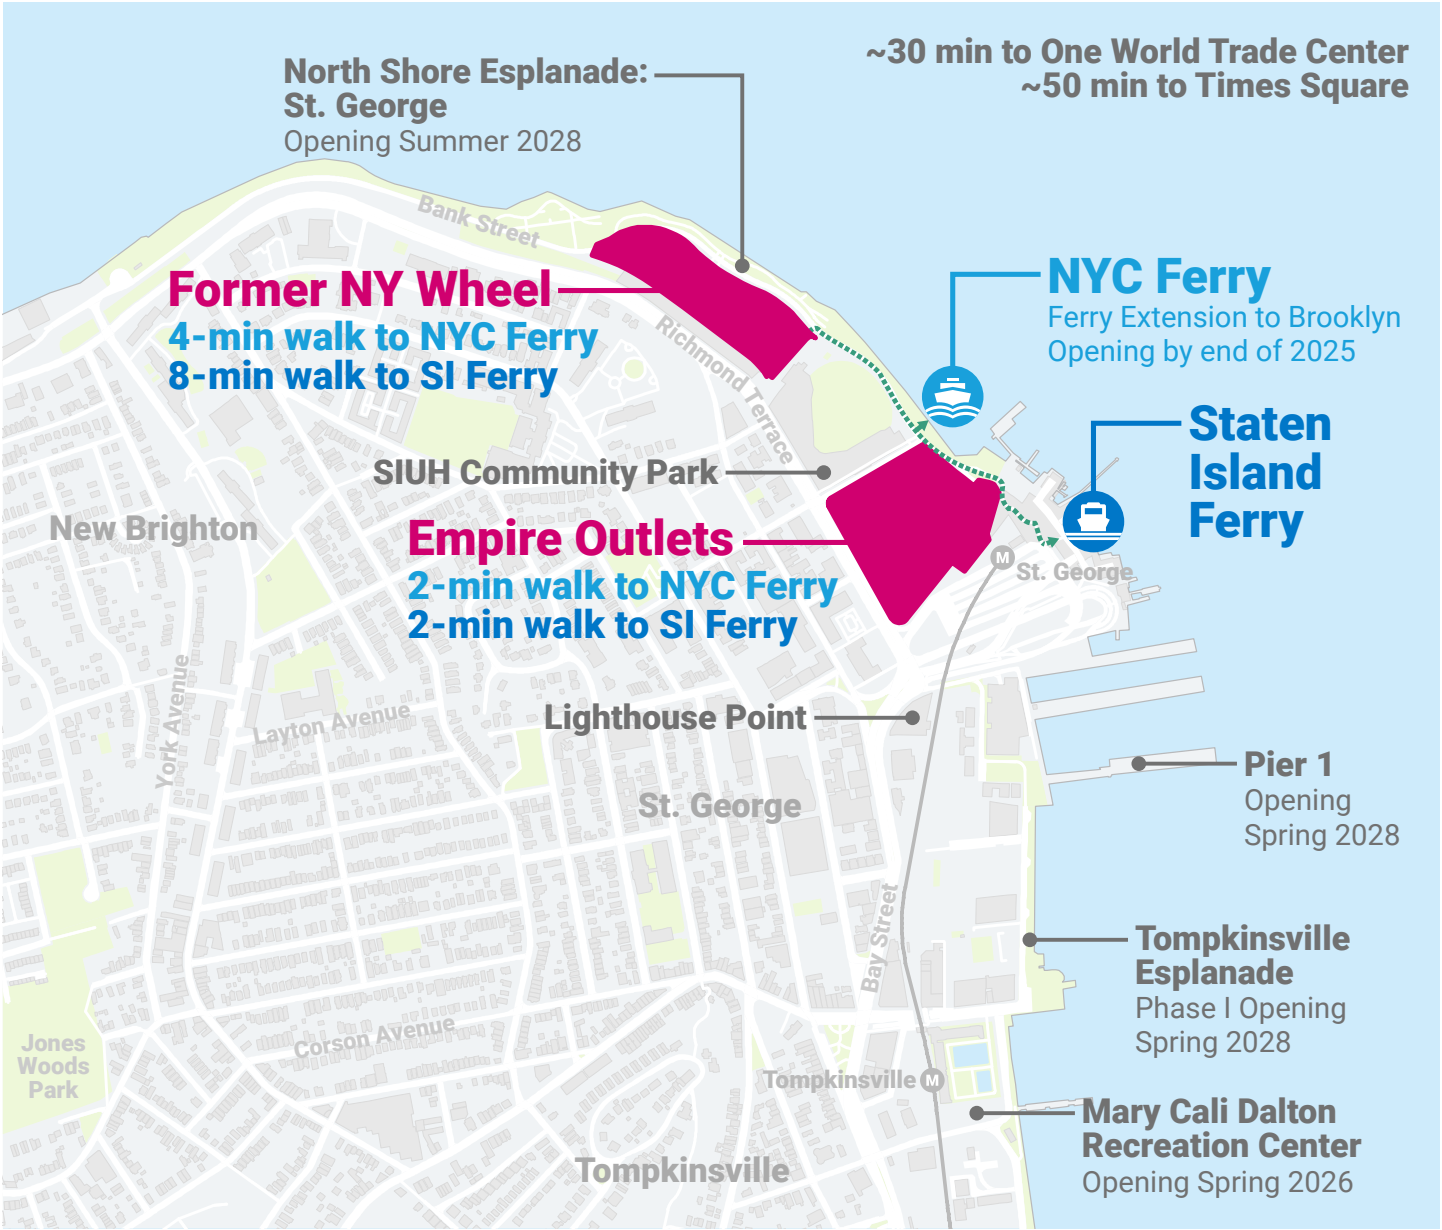 ~30 min to One World Trade Center
~50 min to Times Square
North Shore Esplanade:
St. George
Opening Summer 2028
Bank Street
Former NY Wheel
4-min walk to NYC Ferry
8-min walk to SI Ferry
NYC Ferry
Ferry Extension to Brooklyn
Opening by end of 2025
Richmond Terrace
Staten
Island
Ferry
SIUH Community Park
New Brighton
Empire Outlets
2-min walk to NYC Ferry
2-min walk to SI Ferry
M
St. George
York Avenue
Layton Avenue
Lighthouse Point
St. George
Pier 1
Opening
Spring 2028
Bay Street
Tompkinsville
Esplanade
Phase I Opening
Spring 2028
Corson Avenue
Jones
Woods
Park
Tompkinsville
M
Mary Cali Dalton
Recreation Center
Opening Spring 2026
Tompkinsville